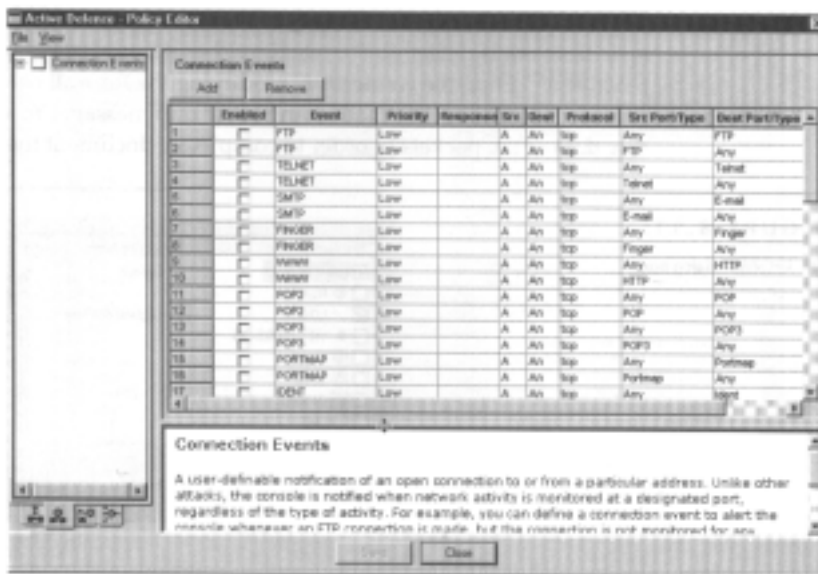 Active Defence - Policy Editor
File View
Connection Events
Connection Events
Add Remove
Enabled Event Priority Response Src Dest Protocol Src Port/Type Dest Port/Type
1 FTP Low A An tcp Any FTP
2 FTP Low A An tcp FTP Any
3 TELNET Low A An tcp Any Telnet
4 TELNET Low A An tcp Telnet Any
5 SMTP Low A An tcp Any E-mail
6 SMTP Low A An tcp E-mail Any
7 FINGER Low A An tcp Any Finger
8 FINGER Low A An tcp Finger Any
9 WWW Low A An tcp Any HTTP
10 WWW Low A An tcp HTTP Any
11 POP2 Low A An tcp Any POP
12 POP2 Low A An tcp POP Any
13 POP3 Low A An tcp Any POP3
14 POP3 Low A An tcp POP3 Any
15 PORTMAP Low A An tcp Any Portmap
16 PORTMAP Low A An tcp Portmap Any
17 IDENT Low A An tcp Any Ident
Connection Events
A user-definable notification of an open connection to or from a particular address. Unlike other
attacks, the console is notified when network activity is monitored at a designated port,
regardless of the type of activity. For example, you can define a connection event to alert the
console whenever an FTP connection is made, but the connection is not monitored for any
Close